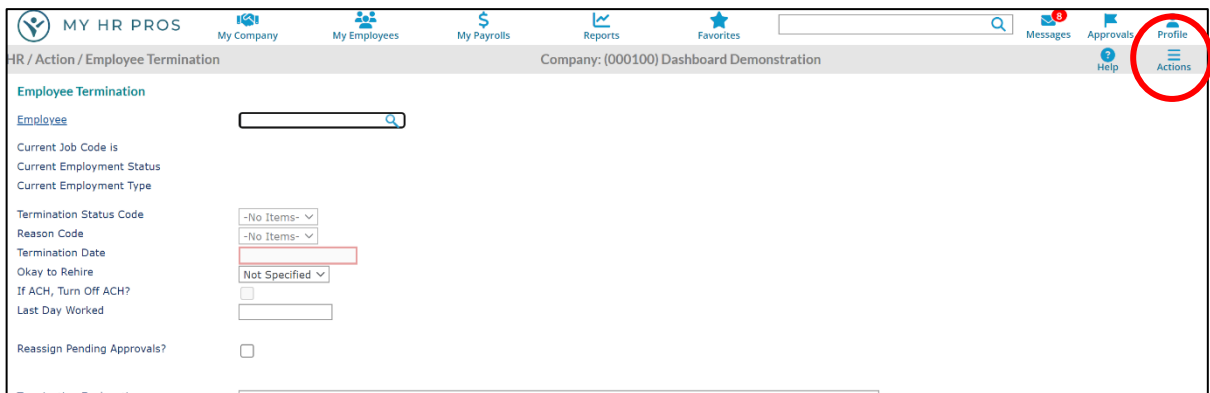 MY HR PROS
My Company
My Employees
My Payrolls
Reports
Favorites
8
Messages
Approvals
Profile
HR / Action / Employee Termination
Company: (000100) Dashboard Demonstration
Help
Actions
Employee Termination
Employee
Current Job Code is
Current Employment Status
Current Employment Type
Termination Status Code
-No Items-
Reason Code
-No Items-
Termination Date
Okay to Rehire
Not Specified
If ACH, Turn Off ACH?
Last Day Worked
Reassign Pending Approvals?